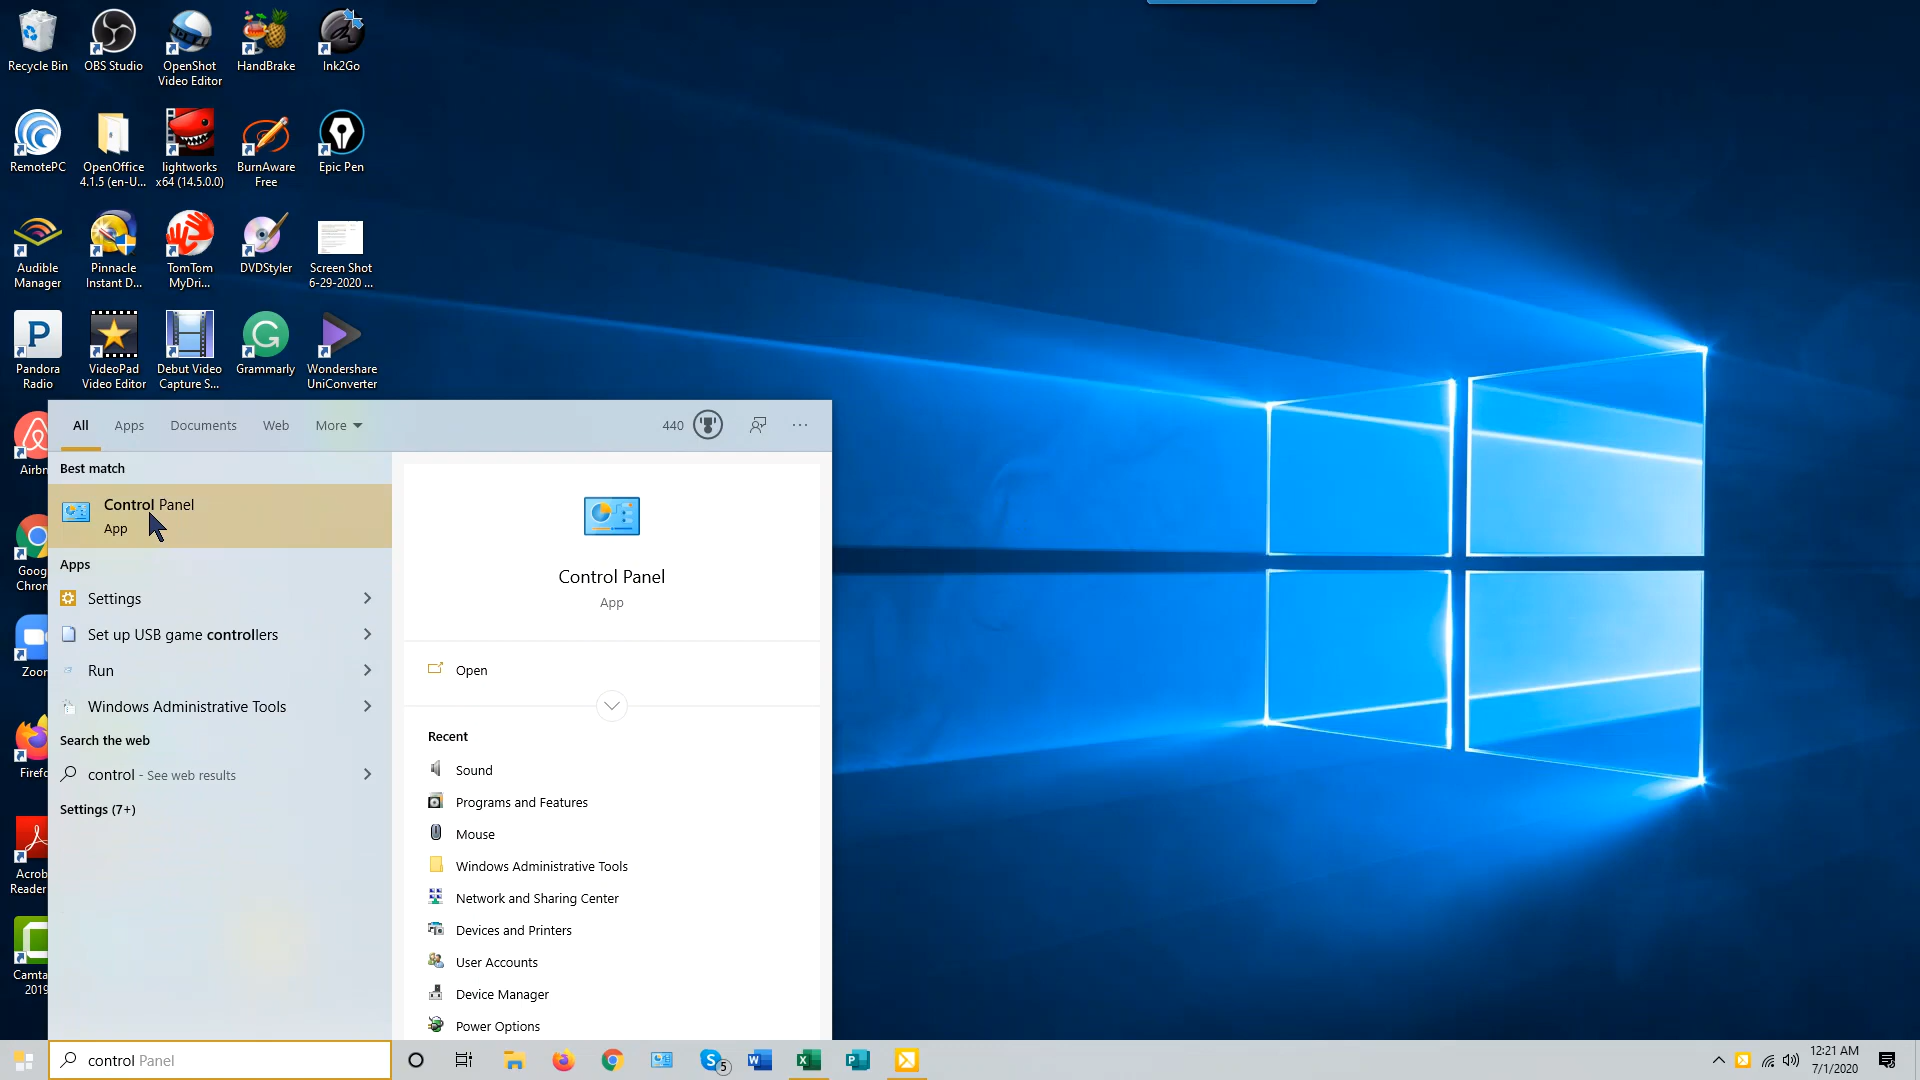 Recycle Bin
OBS Studio
OpenShot
Video Editor
HandBrake
Ink2Go
RemotePC
OpenOffice
4.1.5 (en-U...
lightworks
x64 (14.5.0.0)
BurnAware
Free
Epic Pen
Audible
Manager
Pinnacle
Instant D...
TomTom
MyDri...
DVDStyler
Screen Shot
6-29-2020 ...
Pandora
Radio
VideoPad
Video Editor
Debut Video
Capture S...
Grammarly
Wondershare
UniConverter
Airbn
Goog
Chron
Zoon
Firefo
Acrob
Reader
Camta
2019
All
Apps
Documents
Web
More
440
Best match
Control Panel
App
Apps
Settings
Set up USB game controllers
Run
Windows Administrative Tools
Search the web
control - See web results
Settings (7+)
Control Panel
App
Open
Recent
Sound
Programs and Features
Mouse
Windows Administrative Tools
Network and Sharing Center
Devices and Printers
User Accounts
Device Manager
Power Options
control Panel
5
12:21 AM
7/1/2020